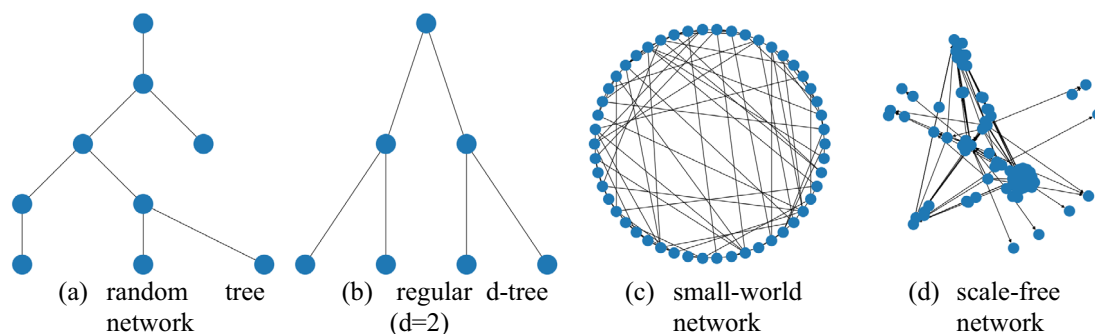 (a) random tree
network
(b) regular d-tree
(d=2)
(c) small-world
network
(d) scale-free
network